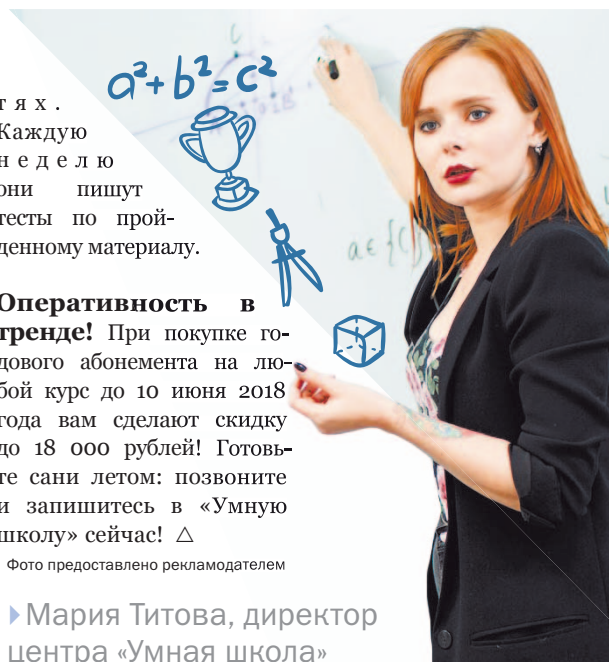 тях.
Каждую
неделю
они пишут
тесты по прой-
денному материалу.
Оперативность в
тренде! При покупке го-
дового абонемента на лю-
бой курс до 10 июня 2018
года вам сделают скидку
до 18 000 рублей! Готовь-
те сани летом: позвоните
и запишитесь в «Умную
школу» сейчас! △
Фото предоставлено рекламодателем
Мария Титова, директор
центра «Умная школа»
a²+b²=c²
a∈{C